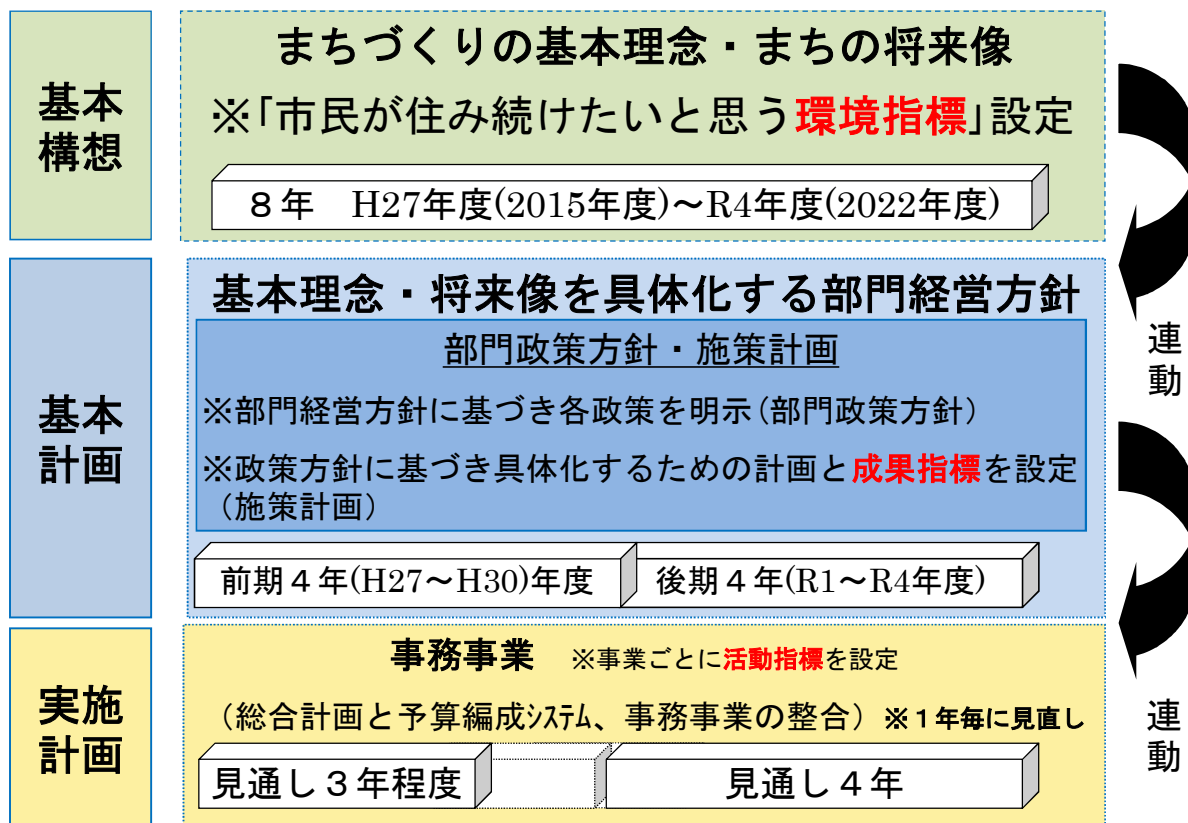 基本
構想
まちづくりの基本理念・まちの将来像
※「市民が住み続けたいと思う環境指標」設定
8年 H27年度(2015年度)～R4年度(2022年度)
連動
基本
計画
基本理念・将来像を具体化する部門経営方針
部門政策方針・施策計画
※部門経営方針に基づき各政策を明示(部門政策方針)
※政策方針に基づき具体化するための計画と成果指標を設定
(施策計画)
前期4年(H27～H30)年度
後期4年(R1～R4年度)
連動
実施
計画
事務事業 ※事業ごとに活動指標を設定
(総合計画と予算編成ｼｽﾃﾑ、事務事業の整合)※1年毎に見直し
見通し3年程度
見通し4年